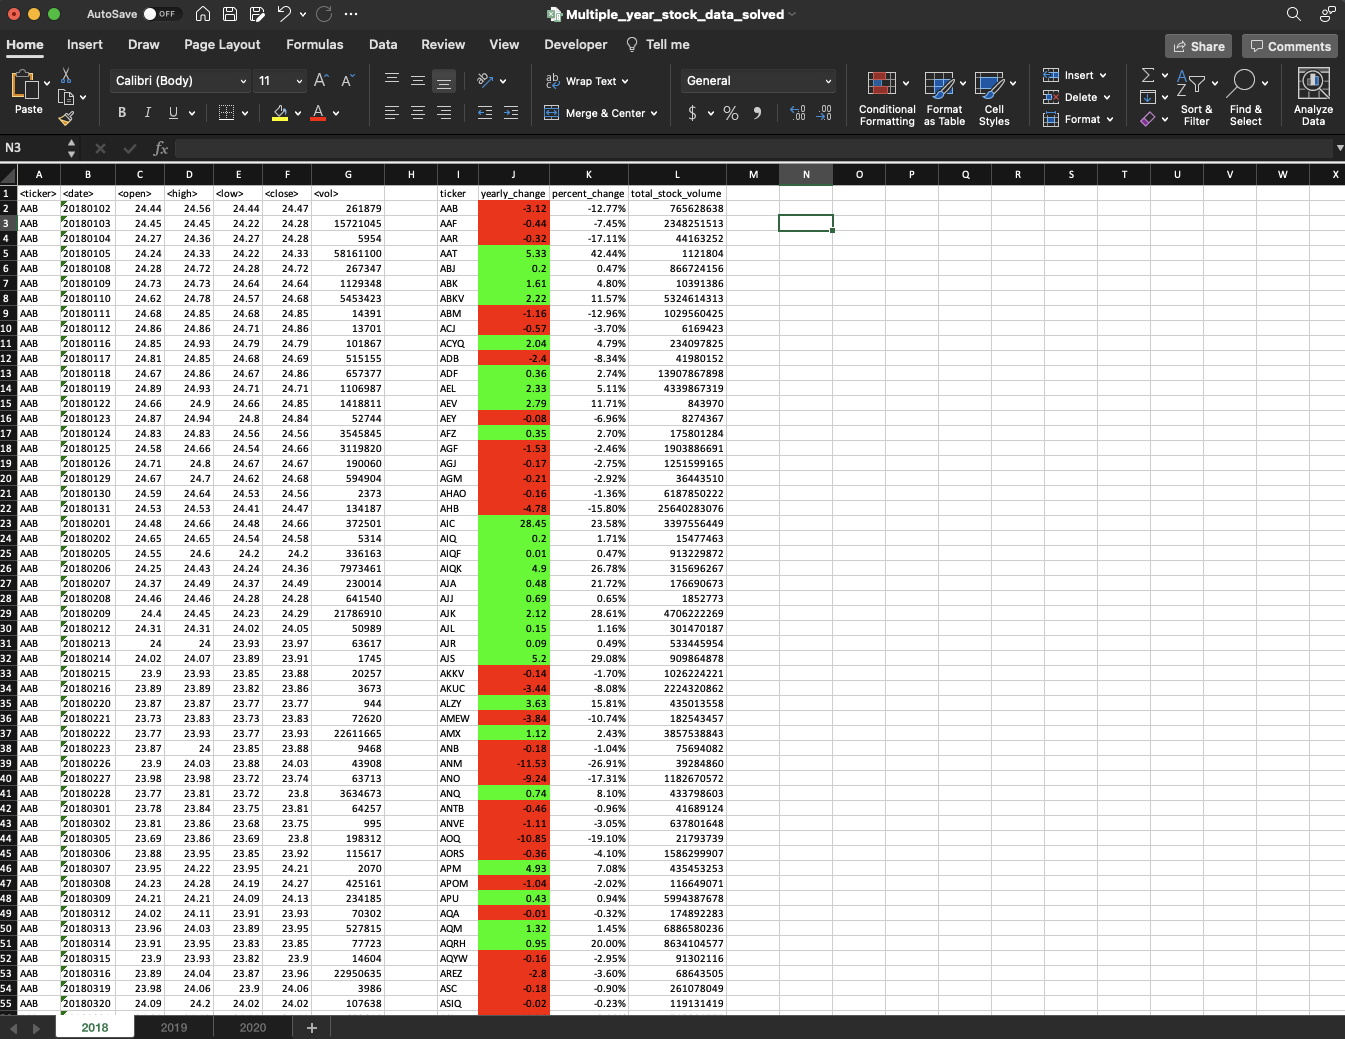 AutoSave OFF Multiple_year_stock_data_solved
Home Insert Draw Page Layout Formulas Data Review View Developer Tell me Share Comments
Paste Calibri (Body) 11 A A Wrap Text General Conditional Formatting Format as Table Cell Styles Insert Delete Format Sort & Filter Find & Select Analyze Data
B I U A Merge & Center $ % 9
N3 fx
A B C D E F G H I J K L M N O P Q R S T U V W X
1 <ticker> <date> <open> <high> <low> <close> <vol> ticker yearly_change percent_change total_stock_volume
2 AAB 20180102 24.44 24.56 24.44 24.47 261879 AAB -3.12 -12.77% 765628638
3 AAB 20180103 24.45 24.45 24.22 24.28 15721045 AAF -0.44 -7.45% 2348251513
4 AAB 20180104 24.27 24.36 24.27 24.28 5954 AAR -0.32 -17.11% 44163252
5 AAB 20180105 24.24 24.33 24.22 24.33 58161100 AAT 5.33 42.44% 1121804
6 AAB 20180108 24.28 24.72 24.28 24.72 267347 ABJ 0.2 0.47% 866724156
7 AAB 20180109 24.73 24.73 24.64 24.64 1129348 ABK 1.61 4.80% 10391386
8 AAB 20180110 24.62 24.78 24.57 24.68 5453423 ABKV 2.22 11.57% 5324614313
9 AAB 20180111 24.68 24.85 24.68 24.85 14391 ABM -1.16 -12.96% 1029560425
10 AAB 20180112 24.86 24.86 24.71 24.86 13701 ACJ -0.57 -3.70% 6169423
11 AAB 20180116 24.85 24.93 24.79 24.79 101867 ACYQ 2.04 4.79% 234097825
12 AAB 20180117 24.81 24.85 24.68 24.69 515155 ADB -2.4 -8.34% 41980152
13 AAB 20180118 24.67 24.86 24.67 24.86 657377 ADF 0.36 2.74% 13907867898
14 AAB 20180119 24.89 24.93 24.71 24.71 1106987 AEL 2.33 5.11% 4339867319
15 AAB 20180122 24.66 24.9 24.66 24.85 1418811 AEV 2.79 11.71% 843970
16 AAB 20180123 24.87 24.94 24.8 24.84 52744 AEY -0.08 -6.96% 8274367
17 AAB 20180124 24.83 24.83 24.56 24.56 3545845 AFZ 0.35 2.70% 175801284
18 AAB 20180125 24.58 24.66 24.54 24.66 3119820 AGF -1.53 -2.46% 1903886691
19 AAB 20180126 24.71 24.8 24.67 24.67 190060 AGJ -0.17 -2.75% 1251599165
20 AAB 20180129 24.67 24.7 24.62 24.68 594904 AGM -0.21 -2.92% 36443510
21 AAB 20180130 24.59 24.64 24.53 24.56 2373 AHAO -0.16 -1.36% 6187850222
22 AAB 20180131 24.53 24.53 24.41 24.47 134187 AHB -4.78 -15.80% 25640283076
23 AAB 20180201 24.48 24.66 24.48 24.66 372501 AIC 28.45 23.58% 3397556449
24 AAB 20180202 24.65 24.65 24.54 24.58 5314 AIQ 0.2 1.71% 15477463
25 AAB 20180205 24.55 24.6 24.2 24.2 336163 AIQF 0.01 0.47% 913229872
26 AAB 20180206 24.25 24.43 24.24 24.36 7973461 AIQK 4.9 26.78% 315696267
27 AAB 20180207 24.37 24.49 24.37 24.49 230014 AJA 0.48 21.72% 176690673
28 AAB 20180208 24.46 24.46 24.28 24.28 641540 AJJ 0.69 0.65% 1852773
29 AAB 20180209 24.4 24.45 24.23 24.29 21786910 AJK 2.12 28.61% 4706222269
30 AAB 20180212 24.31 24.31 24.02 24.05 50989 AJL 0.15 1.16% 301470187
31 AAB 20180213 24 24 23.93 23.97 63617 AJR 0.09 0.49% 533445954
32 AAB 20180214 24.02 24.07 23.89 23.91 1745 AJS 5.2 29.08% 909864878
33 AAB 20180215 23.9 23.93 23.85 23.88 20257 AKKV -0.14 -1.70% 1026224221
34 AAB 20180216 23.89 23.89 23.82 23.86 3673 AKUC -3.44 -8.08% 2224320862
35 AAB 20180220 23.87 23.87 23.77 23.77 944 ALZY 3.63 15.81% 435013558
36 AAB 20180221 23.73 23.83 23.73 23.83 72620 AMEW -3.84 -10.74% 182543457
37 AAB 20180222 23.77 23.93 23.77 23.93 22611665 AMX 1.12 2.43% 3857538843
38 AAB 20180223 23.87 24 23.85 23.88 9468 ANB -0.18 -1.04% 75694082
39 AAB 20180226 23.9 24.03 23.88 24.03 43908 ANM -11.53 -26.91% 39284860
40 AAB 20180227 23.98 23.98 23.72 23.74 63713 ANO -9.24 -17.31% 1182670572
41 AAB 20180228 23.77 23.81 23.72 23.8 3634673 ANQ 0.74 8.10% 433798603
42 AAB 20180301 23.78 23.84 23.75 23.81 64257 ANTB -0.46 -0.96% 41689124
43 AAB 20180302 23.81 23.86 23.68 23.75 995 ANVE -1.11 -3.05% 637801648
44 AAB 20180305 23.69 23.86 23.69 23.8 198312 AOQ -10.85 -19.10% 21793739
45 AAB 20180306 23.88 23.95 23.85 23.92 115617 AORS -0.36 -4.10% 1586299907
46 AAB 20180307 23.95 24.22 23.95 24.21 2070 APM 4.93 7.08% 435453253
47 AAB 20180308 24.23 24.28 24.19 24.27 425161 APOM -1.04 -2.02% 116649071
48 AAB 20180309 24.21 24.21 24.09 24.13 234185 APU 0.43 0.94% 5994387678
49 AAB 20180312 24.02 24.11 23.91 23.93 70302 AQA -0.01 -0.32% 174892283
50 AAB 20180313 23.96 24.03 23.89 23.95 527815 AQM 1.32 1.45% 6886580236
51 AAB 20180314 23.91 23.95 23.83 23.85 77723 AQRH 0.95 20.00% 8634104577
52 AAB 20180315 23.9 23.93 23.82 23.9 14604 AQYW -0.16 -2.95% 91302116
53 AAB 20180316 23.89 24.04 23.87 23.96 22950635 AREZ -2.8 -3.60% 68643505
54 AAB 20180319 23.98 24.06 23.9 24.06 3986 ASC -0.18 -0.90% 261078049
55 AAB 20180320 24.09 24.2 24.02 24.02 107638 ASIQ -0.02 -0.23% 119131419
2018 2019 2020 +